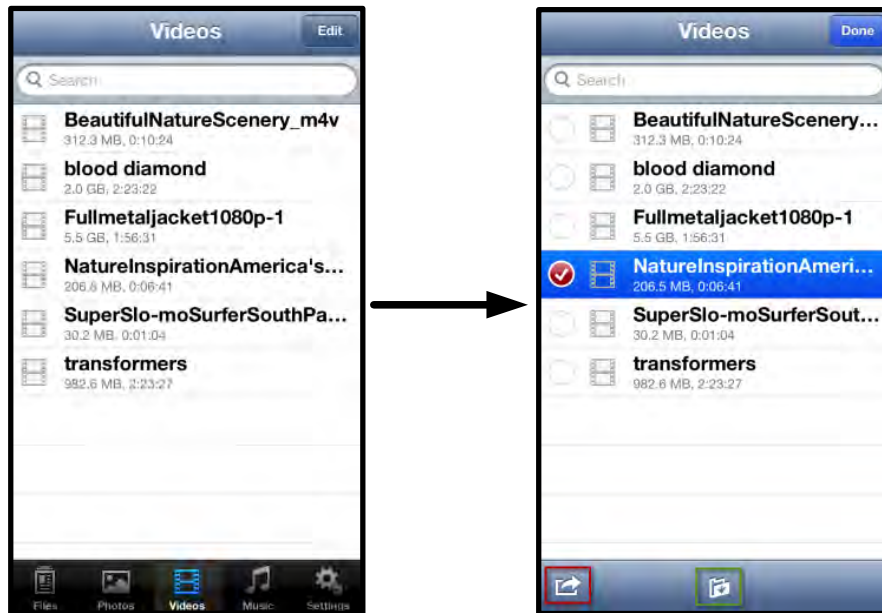 Videos
Edit
Search
BeautifulNatureScenery_m4v
312.3 MB, 0:10:24
blood diamond
2.0 GB, 2:23:22
Fullmetaljacket1080p-1
5.5 GB, 1:56:31
NatureInspirationAmerica's...
206.5 MB, 0:06:41
SuperSlo-moSurferSouthPa...
30.2 MB, 0:01:04
transformers
982.6 MB, 2:23:27
Files
Photos
Videos
Music
Settings
Videos
Done
Search
BeautifulNatureScenery...
312.3 MB, 0:10:24
blood diamond
2.0 GB, 2:23:22
Fullmetaljacket1080p-1
5.5 GB, 1:56:31
NatureInspirationAmeri...
206.5 MB, 0:06:41
SuperSlo-moSurferSout...
30.2 MB, 0:01:04
transformers
982.6 MB, 2:23:27